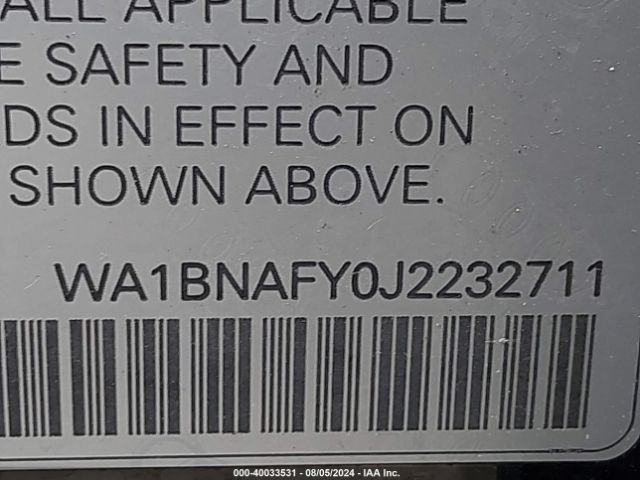 ALL APPLICABLE
E SAFETY AND
DS IN EFFECT ON
SHOWN ABOVE.
WA1BNAFY0J2232711
000-40033531 - 08/05/2024 - IAA Inc.